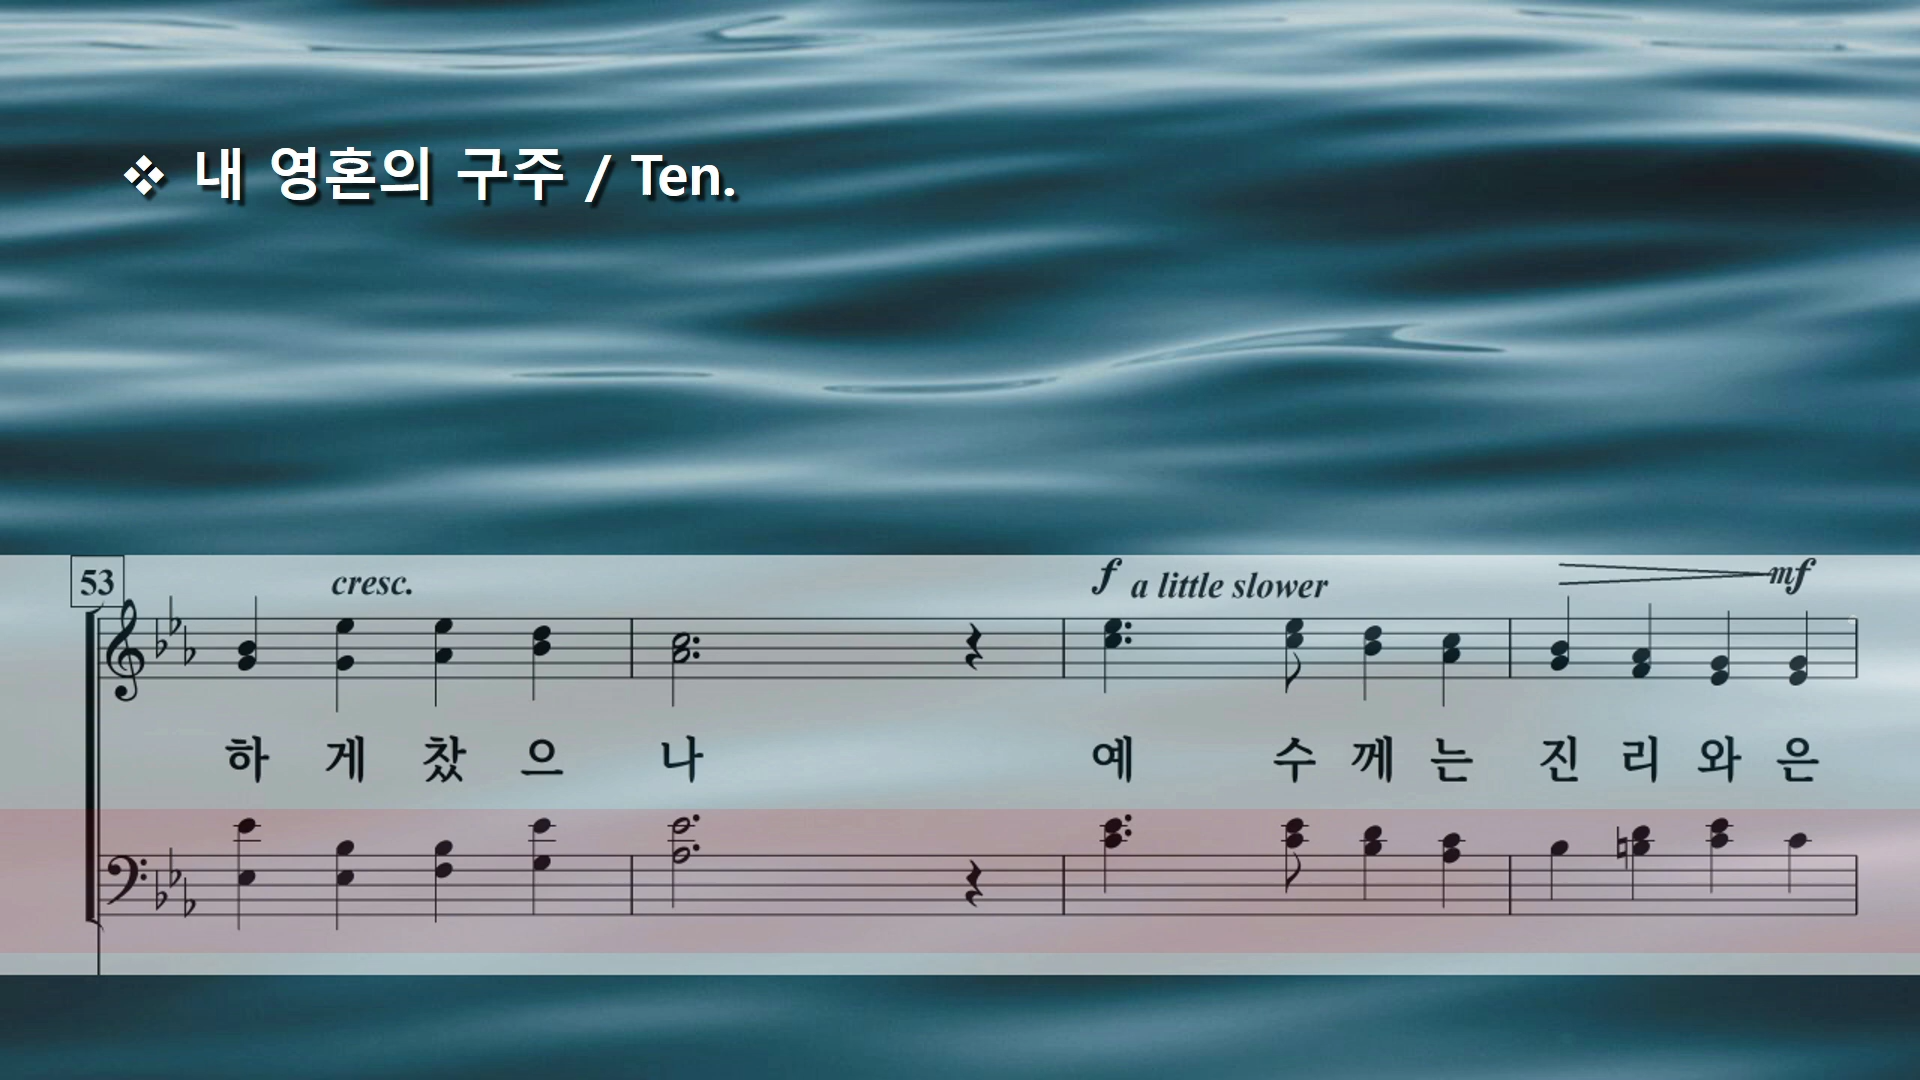 ❖ 내 영혼의 구주 / Ten.
53 cresc. f a little slower mf
하 게 찼 으 나 예 수 께 는 진 리 와 은